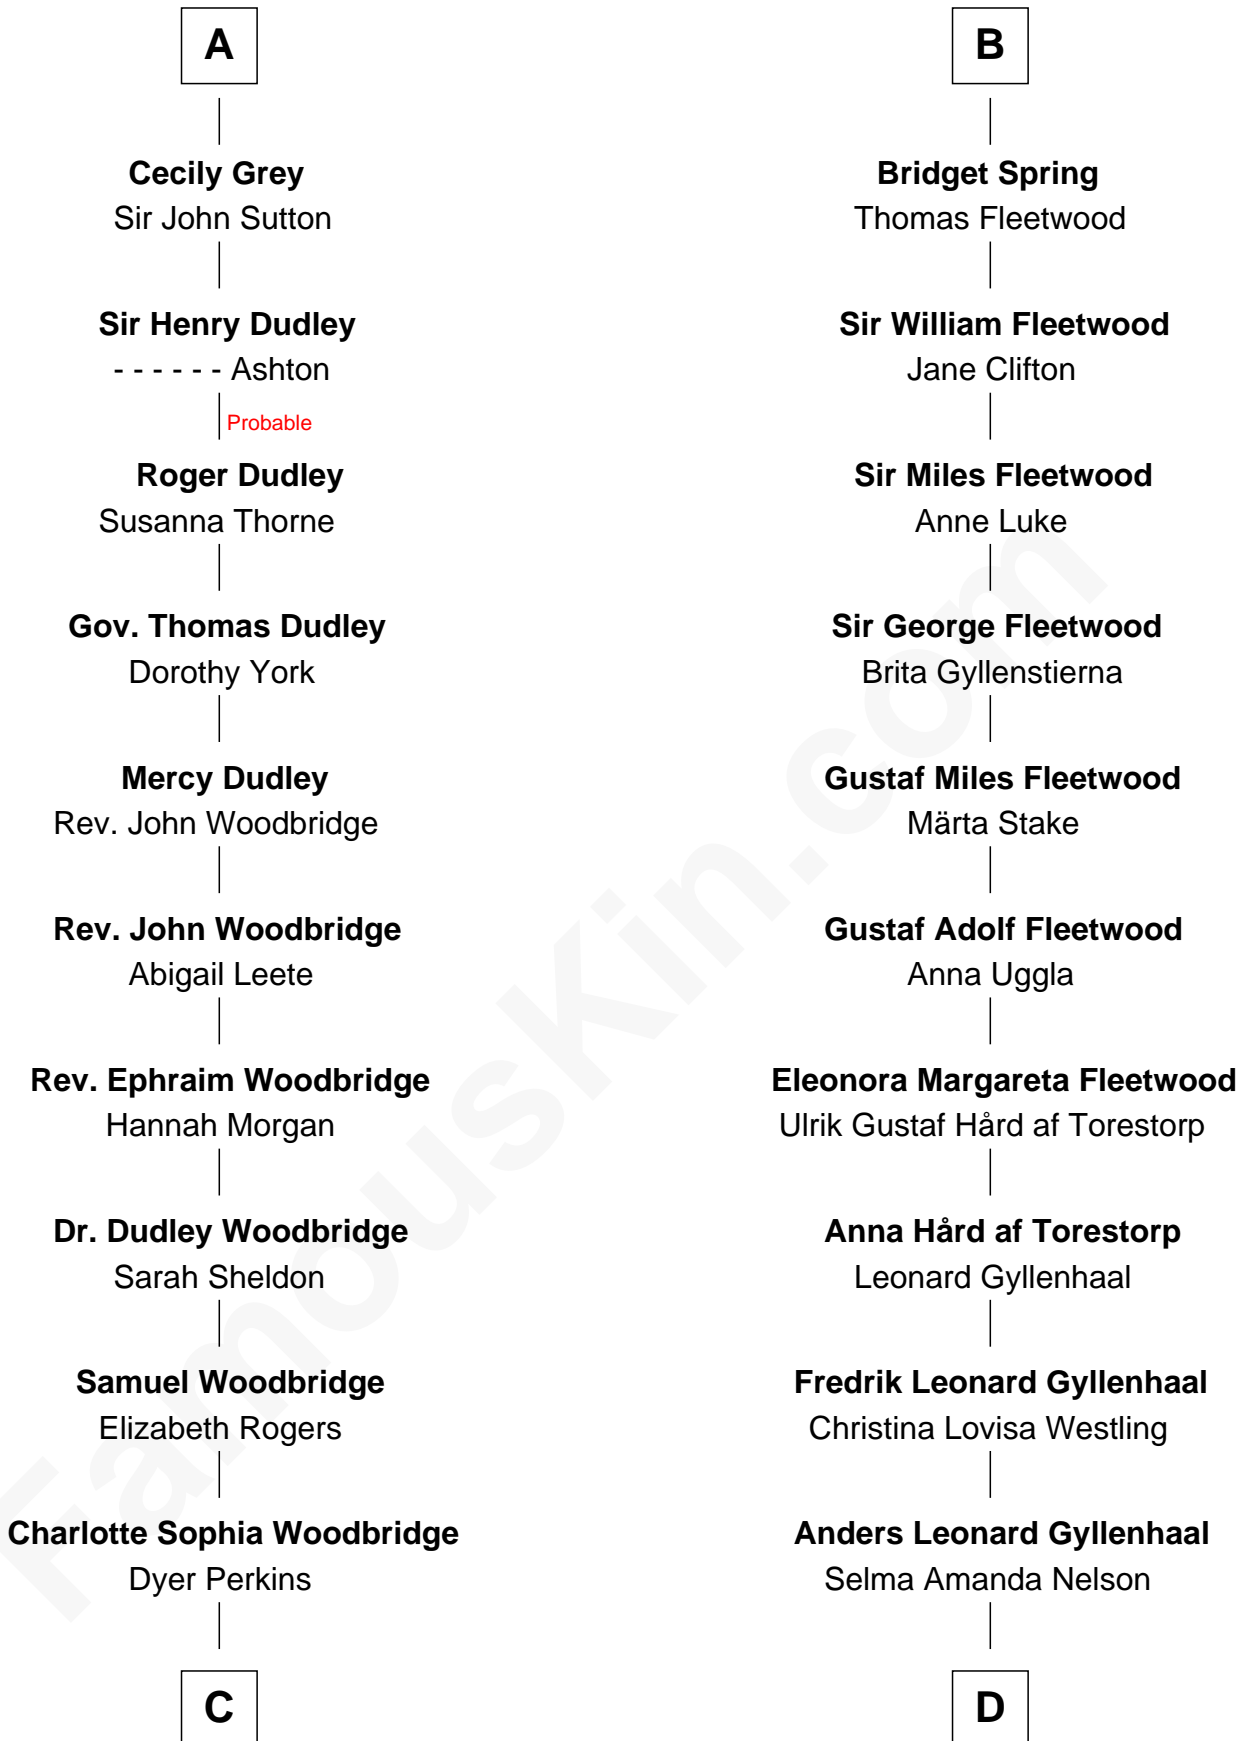 A
Cecily Grey
Sir John Sutton
Sir Henry Dudley
- - - - - - Ashton
Probable
Roger Dudley
Susanna Thorne
Gov. Thomas Dudley
Dorothy York
Mercy Dudley
Rev. John Woodbridge
Rev. John Woodbridge
Abigail Leete
Rev. Ephraim Woodbridge
Hannah Morgan
Dr. Dudley Woodbridge
Sarah Sheldon
Samuel Woodbridge
Elizabeth Rogers
Charlotte Sophia Woodbridge
Dyer Perkins
C
B
Bridget Spring
Thomas Fleetwood
Sir William Fleetwood
Jane Clifton
Sir Miles Fleetwood
Anne Luke
Sir George Fleetwood
Brita Gyllenstierna
Gustaf Miles Fleetwood
Märta Stake
Gustaf Adolf Fleetwood
Anna Uggla
Eleonora Margareta Fleetwood
Ulrik Gustaf Hård af Torestorp
Anna Hård af Torestorp
Leonard Gyllenhaal
Fredrik Leonard Gyllenhaal
Christina Lovisa Westling
Anders Leonard Gyllenhaal
Selma Amanda Nelson
D
FamousKin.com